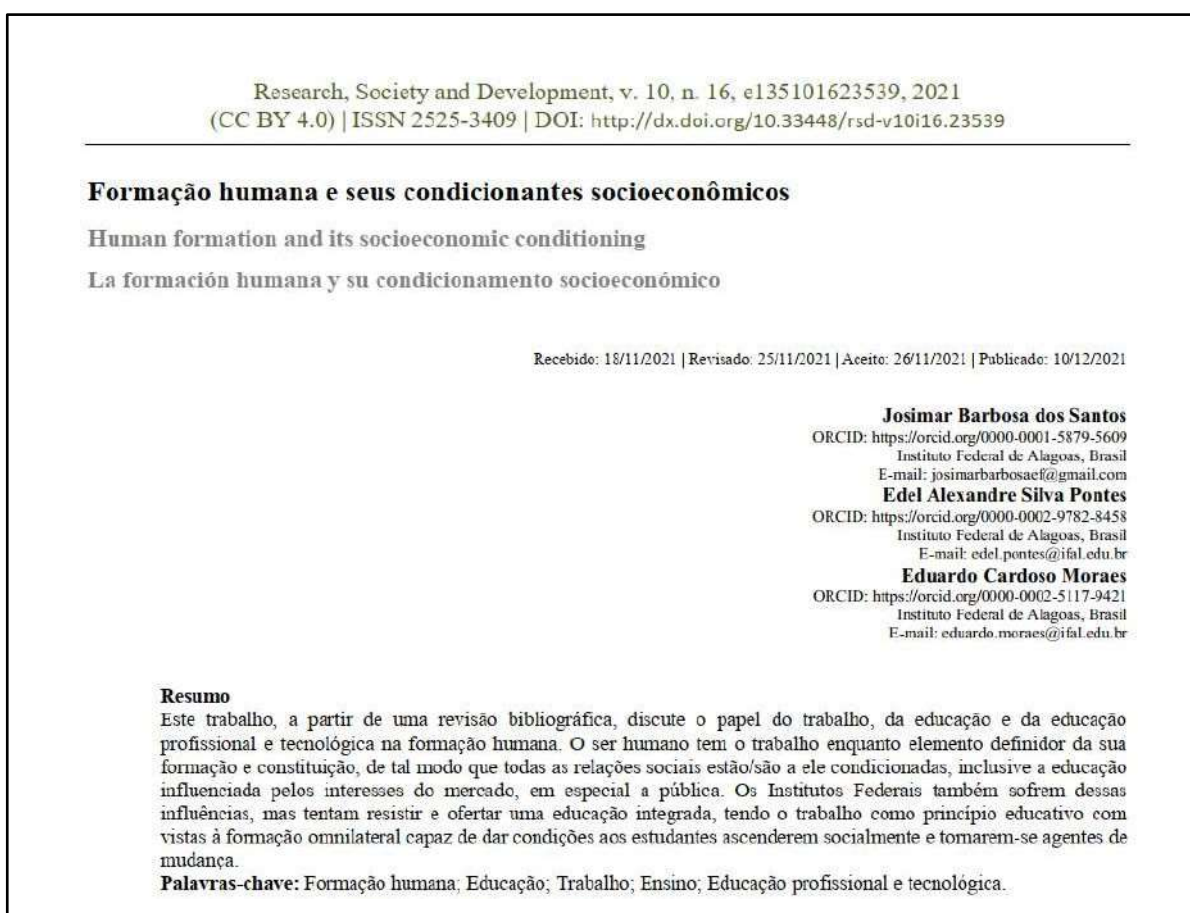 Research, Society and Development, v. 10, n. 16, e135101623539, 2021
(CC BY 4.0) | ISSN 2525-3409 | DOI: http://dx.doi.org/10.33448/rsd-v10i16.23539
Formação humana e seus condicionantes socioeconômicos
Human formation and its socioeconomic conditioning
La formación humana y su condicionamento socioeconómico
Recebido: 18/11/2021 | Revisado: 25/11/2021 | Aceito: 26/11/2021 | Publicado: 10/12/2021
Josimar Barbosa dos Santos
ORCID: https://orcid.org/0000-0001-5879-5609
Instituto Federal de Alagoas, Brasil
E-mail: josimarbarbosaef@gmail.com
Edel Alexandre Silva Pontes
ORCID: https://orcid.org/0000-0002-9782-8458
Instituto Federal de Alagoas, Brasil
E-mail: edel.pontes@ifal.edu.br
Eduardo Cardoso Moraes
ORCID: https://orcid.org/0000-0002-5117-9421
Instituto Federal de Alagoas, Brasil
E-mail: eduardo.moraes@ifal.edu.br
Resumo
Este trabalho, a partir de uma revisão bibliográfica, discute o papel do trabalho, da educação e da educação
profissional e tecnológica na formação humana. O ser humano tem o trabalho enquanto elemento definidor da sua
formação e constituição, de tal modo que todas as relações sociais estão/são a ele condicionadas, inclusive a educação
influenciada pelos interesses do mercado, em especial a pública. Os Institutos Federais também sofrem dessas
influências, mas tentam resistir e ofertar uma educação integrada, tendo o trabalho como princípio educativo com
vistas à formação omnilateral capaz de dar condições aos estudantes ascenderem socialmente e tornarem-se agentes de
mudança.
Palavras-chave: Formação humana; Educação; Trabalho; Ensino; Educação profissional e tecnológica.